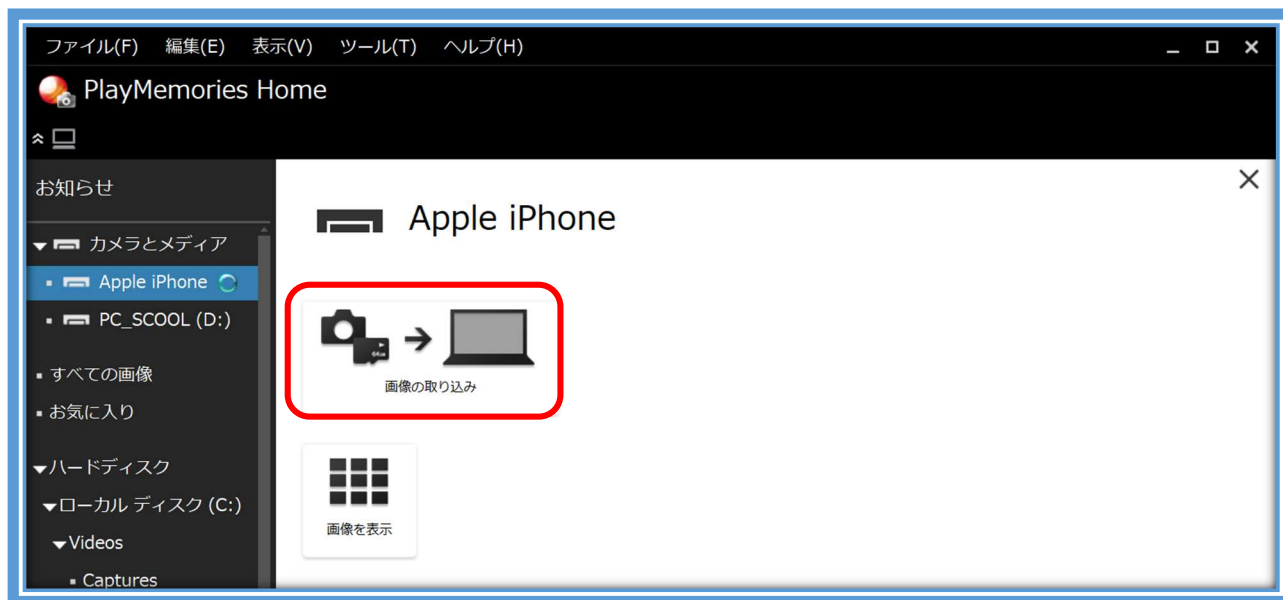 ファイル(F) 編集(E) 表示(V) ツール(T) ヘルプ(H)
PlayMemories Home
お知らせ
カメラとメディア
Apple iPhone
PC_SCOOL (D:)
すべての画像
お気に入り
ハードディスク
ローカル ディスク (C:)
Videos
Captures
Apple iPhone
64GB
画像の取り込み
画像を表示